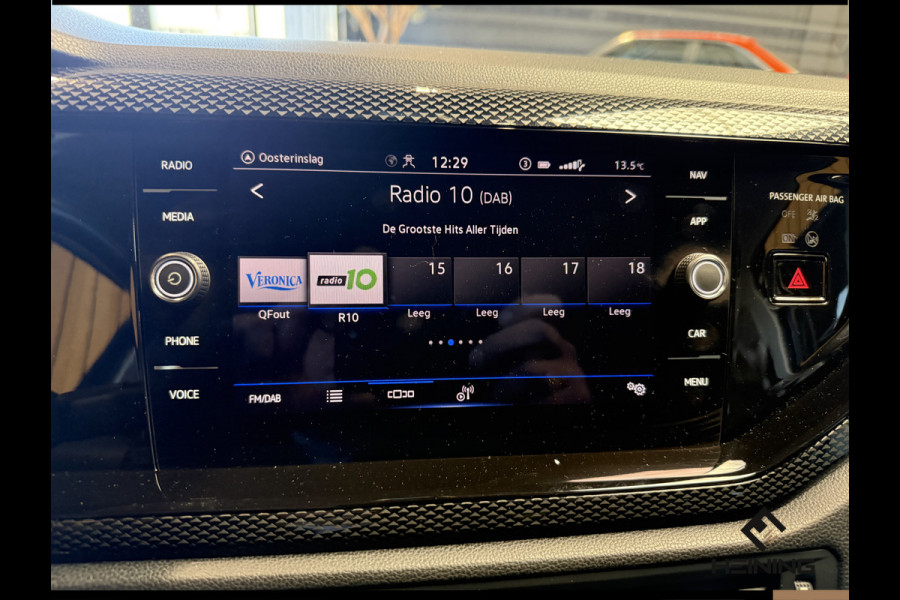 RADIO
MEDIA
PHONE
VOICE
Oosterinslag 12:29 3 13.5°C
Radio 10 (DAB)
De Grootste Hits Aller Tijden
VERONICA radio 10 15 16 17 18
QFout R10 Leeg Leeg Leeg Leeg
FM/DAB
NAV
APP
CAR
MENU
PASSENGER AIR BAG
OFF
HEINING